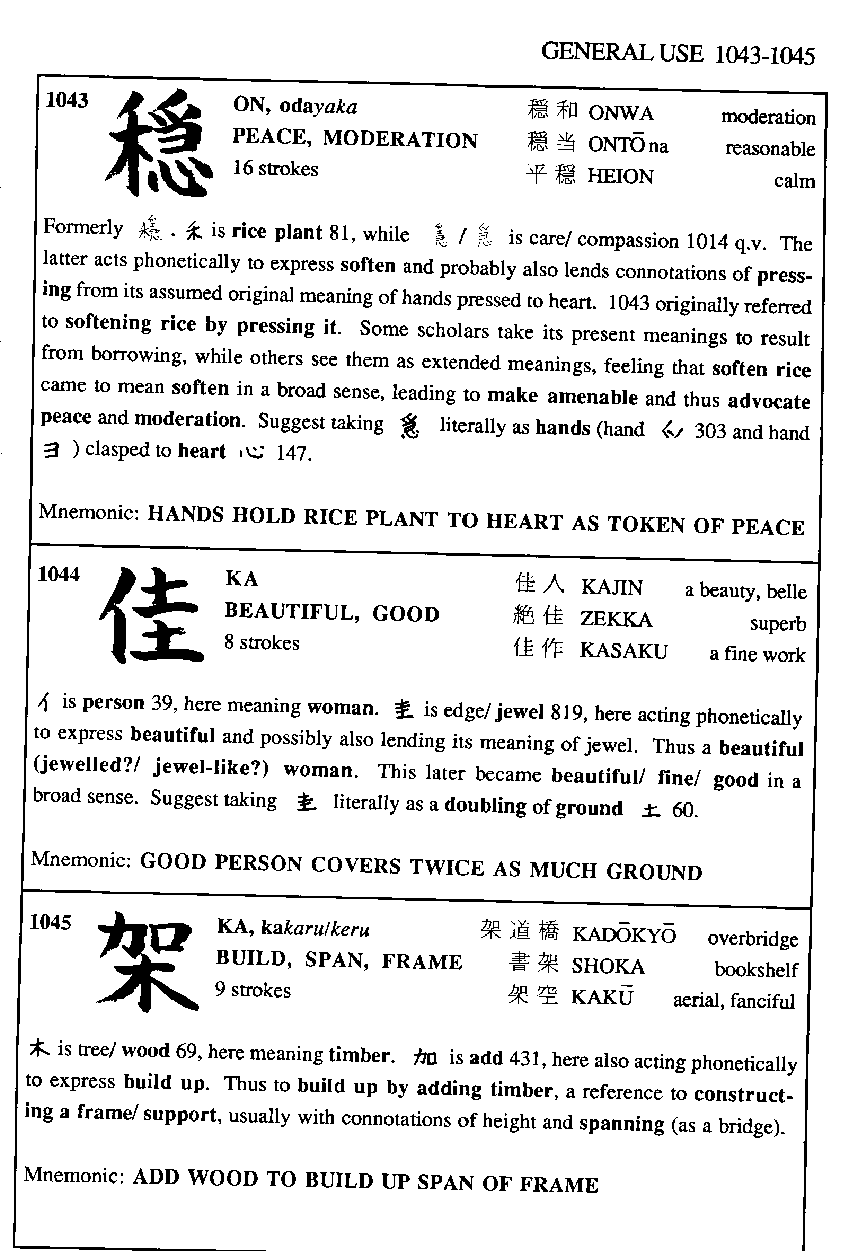 GENERAL USE 1043-1045
1043 穏 ON, odayaka 穏和 ONWA moderation
PEACE, MODERATION 穏当 ONTŌna reasonable
16 strokes 平穏 HEION calm
Formerly 穩. 禾 is rice plant 81, while / is care/ compassion 1014 q.v. The
latter acts phonetically to express soften and probably also lends connotations of press-
ing from its assumed original meaning of hands pressed to heart. 1043 originally referred
to softening rice by pressing it. Some scholars take its present meanings to result
from borrowing, while others see them as extended meanings, feeling that soften rice
came to mean soften in a broad sense, leading to make amenable and thus advocate
peace and moderation. Suggest taking literally as hands (hand 303 and hand
ヨ ) clasped to heart 心 147.
Mnemonic: HANDS HOLD RICE PLANT TO HEART AS TOKEN OF PEACE
1044 佳 KA 佳人 KAJIN a beauty, belle
BEAUTIFUL, GOOD 絶佳 ZEKKA superb
8 strokes 佳作 KASAKU a fine work
亻 is person 39, here meaning woman. 圭 is edge/ jewel 819, here acting phonetically
to express beautiful and possibly also lending its meaning of jewel. Thus a beautiful
(jewelled?/ jewel-like?) woman. This later became beautiful/ fine/ good in a
broad sense. Suggest taking 圭 literally as a doubling of ground 土 60.
Mnemonic: GOOD PERSON COVERS TWICE AS MUCH GROUND
1045 架 KA, kakaru/keru 架道橋 KADŌKYŌ overbridge
BUILD, SPAN, FRAME 書架 SHOKA bookshelf
9 strokes 架空 KAKŪ aerial, fanciful
木 is tree/ wood 69, here meaning timber. 加 is add 431, here also acting phonetically
to express build up. Thus to build up by adding timber, a reference to construct-
ing a frame/ support, usually with connotations of height and spanning (as a bridge).
Mnemonic: ADD WOOD TO BUILD UP SPAN OF FRAME